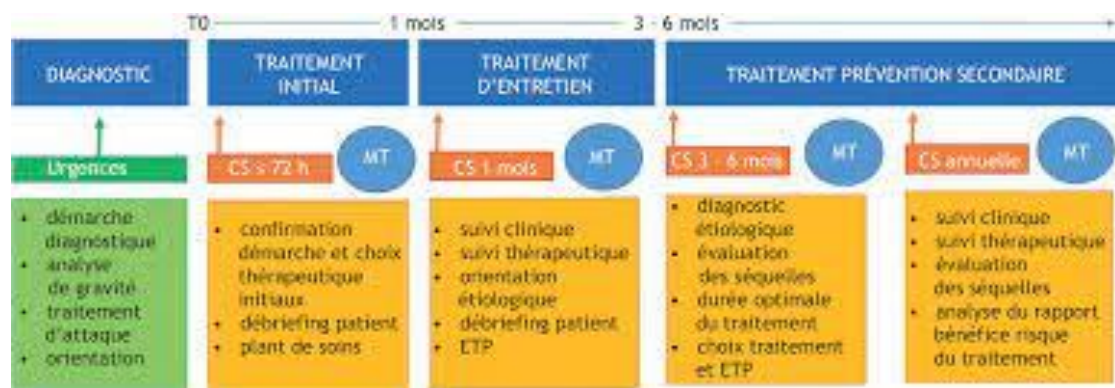 T0
1 mois
3 - 6 mois
DIAGNOSTIC
TRAITEMENT
INITIAL
TRAITEMENT
D'ENTRETIEN
TRAITEMENT PRÉVENTION SECONDAIRE
Urgences
CS ≤ 72 h
MT
CS 1 mois
MT
CS 3 - 6 mois
MT
CS annuelle
MT
• démarche
diagnostique
• analyse
de gravité
• traitement
d'attaque
• orientation
• confirmation
démarche et choix
thérapeutique
initiaux
• débriefing patient
• plant de soins
• suivi clinique
• suivi thérapeutique
• orientation
étiologique
• débriefing patient
• ETP
• diagnostic
étiologique
• évaluation
des séquelles
• durée optimale
du traitement
• choix traitement
et ETP
• suivi clinique
• suivi thérapeutique
• évaluation
des séquelles
• analyse du rapport
bénéfice risque
du traitement